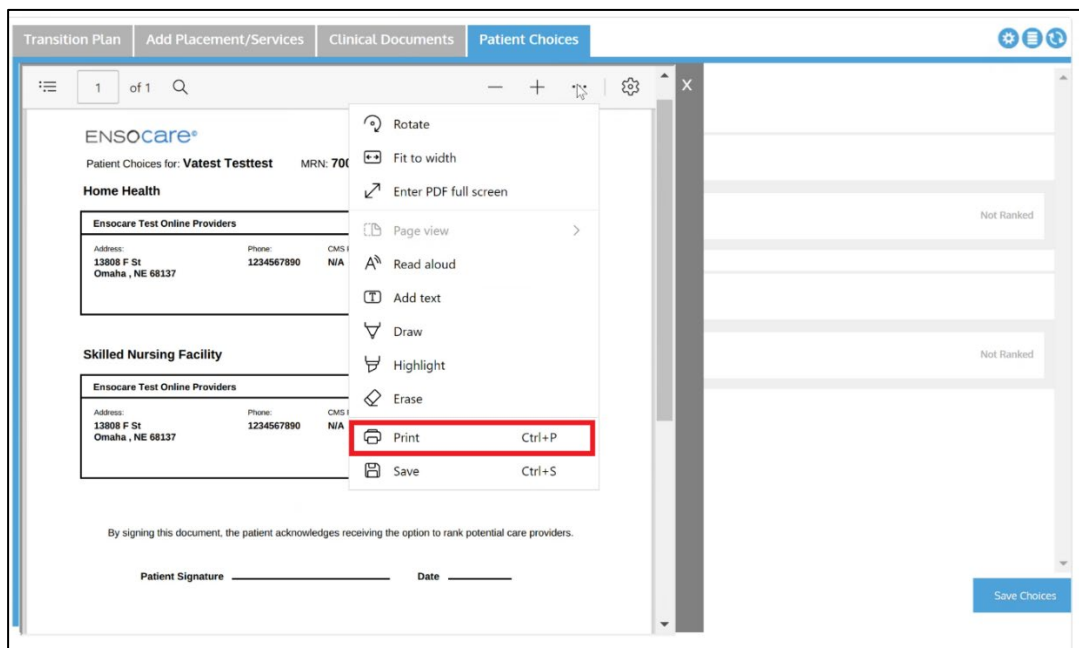 Transition Plan Add Placement/Services Clinical Documents Patient Choices
1 of 1
X
ENSOcare®
Patient Choices for: Vatest Testtest MRN: 700
Home Health
Ensocare Test Online Providers
Address: Phone: CMS
13808 F St 1234567890 N/A
Omaha , NE 68137
Skilled Nursing Facility
Ensocare Test Online Providers
Address: Phone: CMS
13808 F St 1234567890 N/A
Omaha , NE 68137
By signing this document, the patient acknowledges receiving the option to rank potential care providers.
Patient Signature Date
Rotate
Fit to width
Enter PDF full screen
Page view
Read aloud
Add text
Draw
Highlight
Erase
Print Ctrl+P
Save Ctrl+S
Not Ranked
Not Ranked
Save Choices